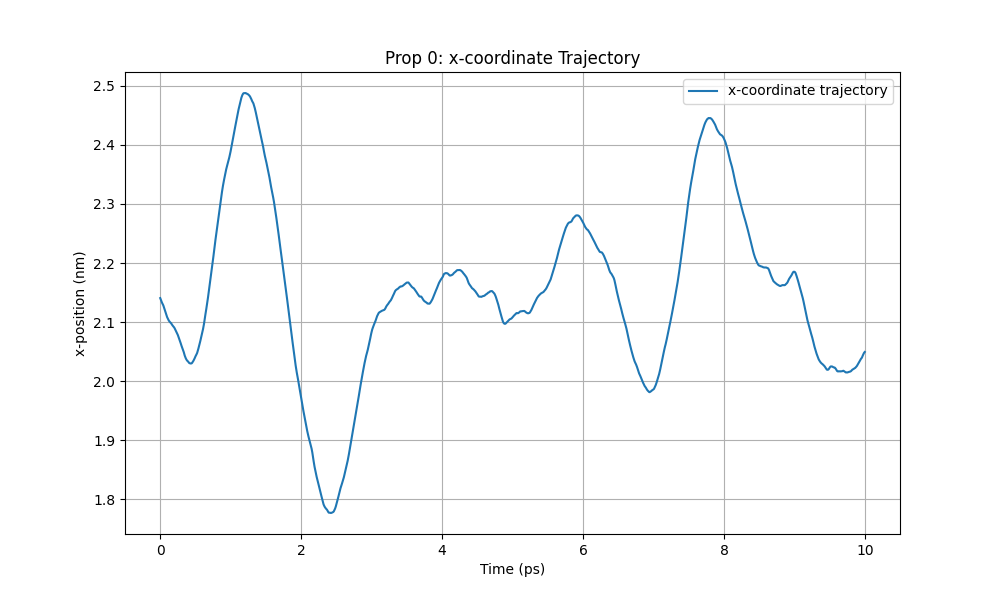 Prop 0: x-coordinate Trajectory
x-coordinate trajectory
x-position (nm)
2.5
2.4
2.3
2.2
2.1
2.0
1.9
1.8
0 2 4 6 8 10
Time (ps)